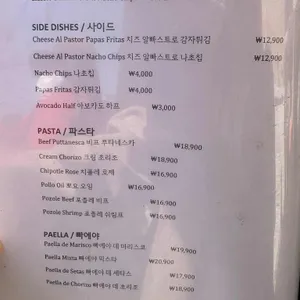 SIDE DISHES / 사이드
Cheese Al Pastor Papas Fritas 치즈 알빠스트로 감자튀김 ₩12,900
Cheese Al Pastor Nacho Chips 치즈 알빠스트로 나초칩 ₩12,900
Nacho Chips 나초칩 ₩4,000
Papas Fritas 감자튀김 ₩4,000
Avocado Half 아보카도 하프 ₩3,000
PASTA / 파스타
Beef Puttanesca 비프 푸타네스카 ₩18,900
Cream Chorizo 크림 초리조 ₩18,900
Chipotle Rose 치폴레 로제 ₩16,900
Pollo Oil 뽀요 오일 ₩16,900
Pozole Beef 포졸레 비프 ₩16,900
Pozole Shrimp 포졸레 쉬림프 ₩16,900
PAELLA / 빠에야
Paella de Marisco 빠에야 데 마리스코 ₩19,900
Paella Mixta 빠에야 믹스타 ₩20,900
Paella de Setas 빠에야 데 세타스 ₩17,900
Paella de Chorizo 빠에야 데 초리조 ₩18,900